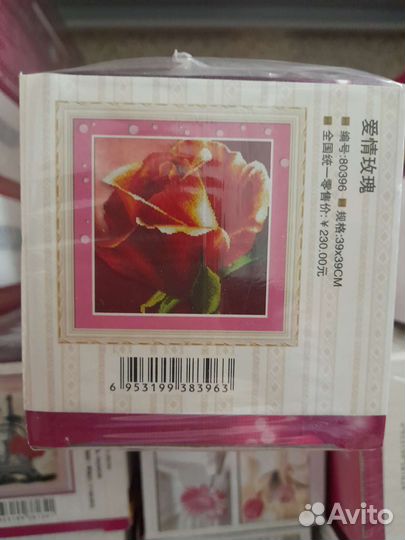 爱情玫瑰
■ 编号:80396 ■ 规格:39x39CM
■ 全国统一零售价:￥230.00元
6 953199 383963
Avito